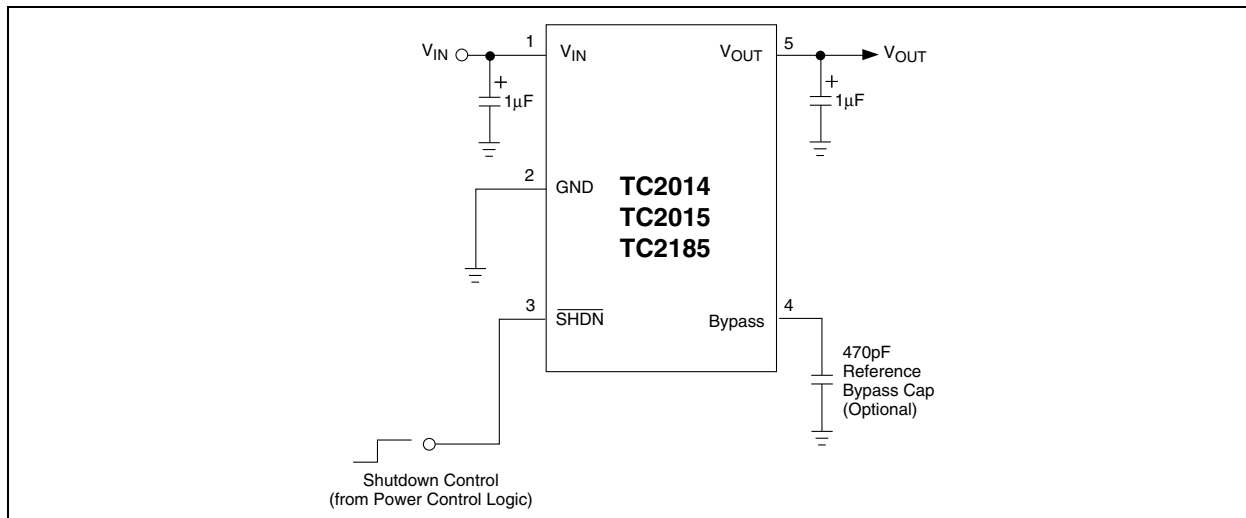 V_IN
1
V_IN
V_OUT
5
V_OUT
+
1µF
+
1µF
2
GND
TC2014
TC2015
TC2185
3
SHDN
Bypass
4
470pF
Reference
Bypass Cap
(Optional)
Shutdown Control
(from Power Control Logic)